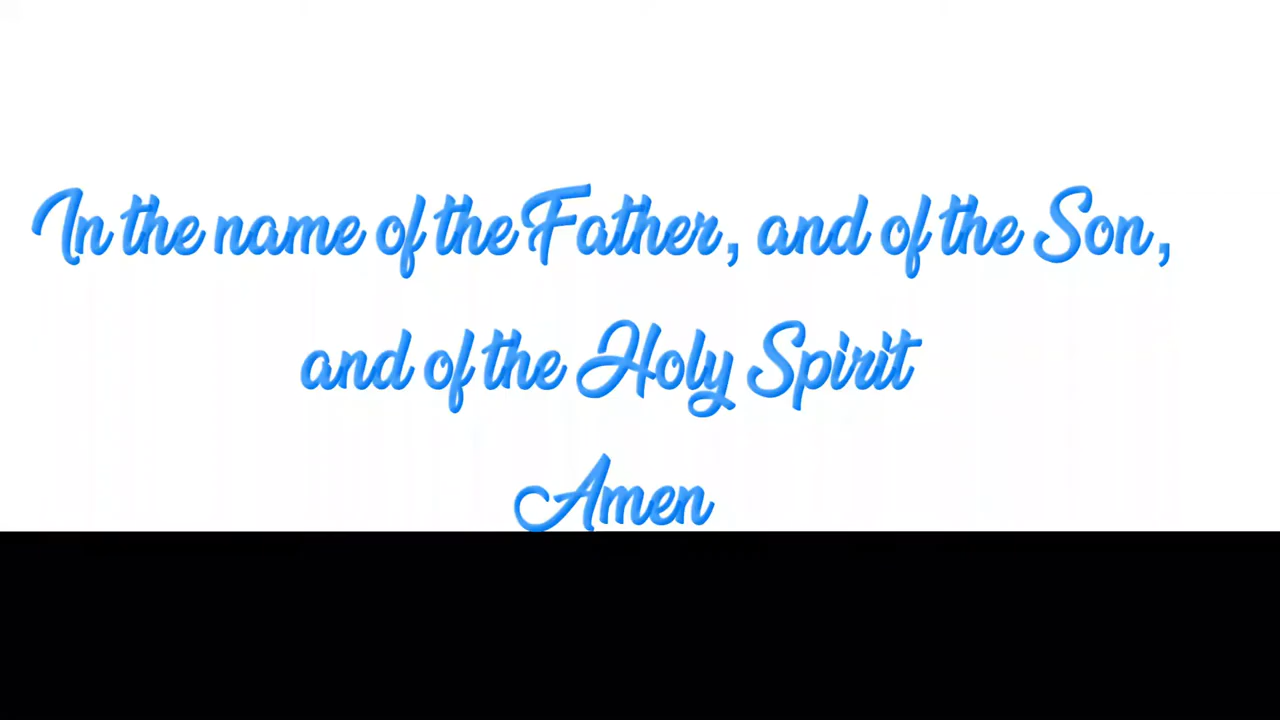 In the name of the Father, and of the Son,
and of the Holy Spirit
Amen